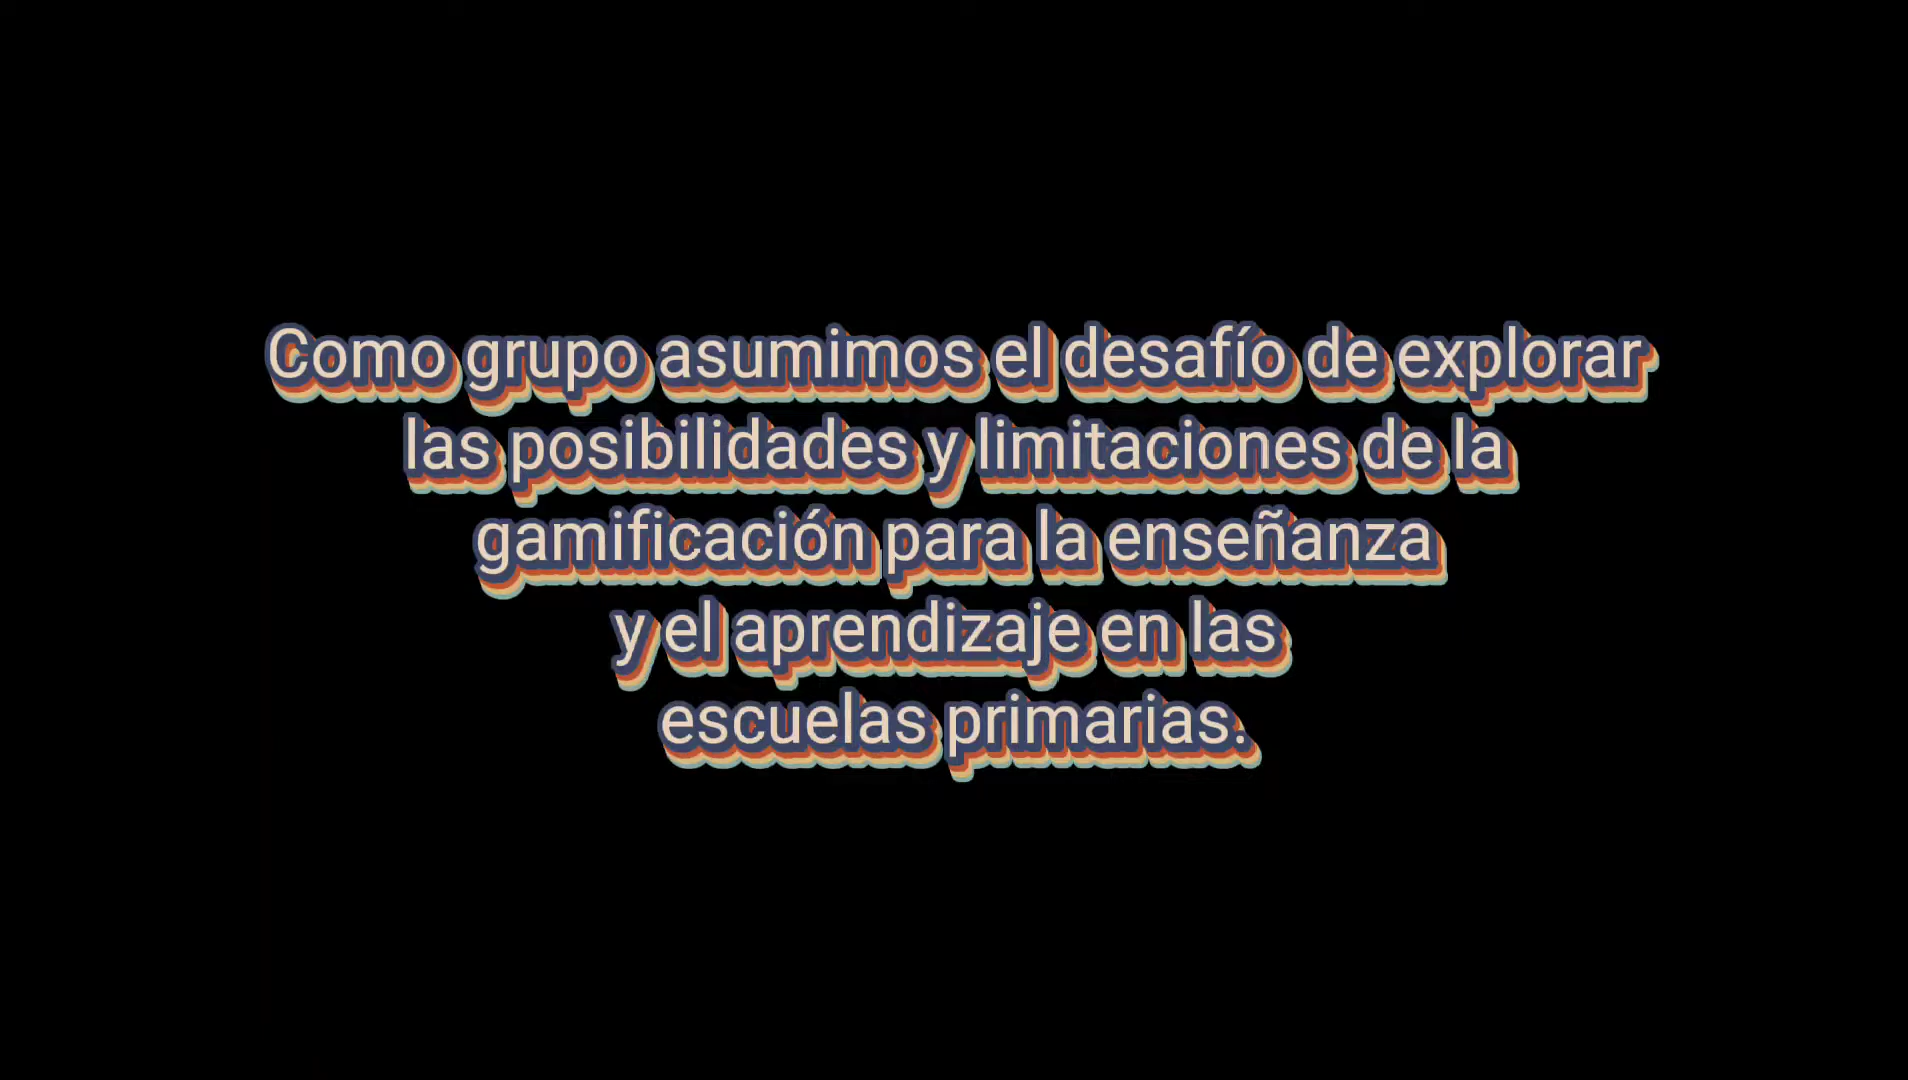 Como grupo asumimos el desafío de explorar
las posibilidades y limitaciones de la
gamificación para la enseñanza
y el aprendizaje en las
escuelas primarias.